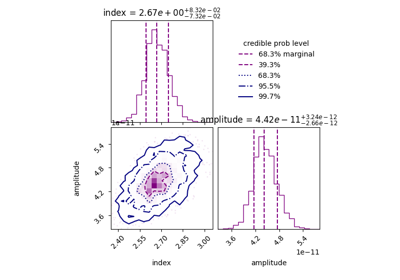 index = 2.67e+00 +8.32e−02 −7.32e−02
credible prob level
68.3% marginal
39.3%
68.3%
95.5%
99.7%
1e−11
amplitude = 4.42e−11 +3.24e−12 −2.66e−12
5.4
4.8
4.2
3.6
amplitude
2.40
2.55
2.70
2.85
3.00
index
3.6
4.2
4.8
5.4
1e−11
amplitude